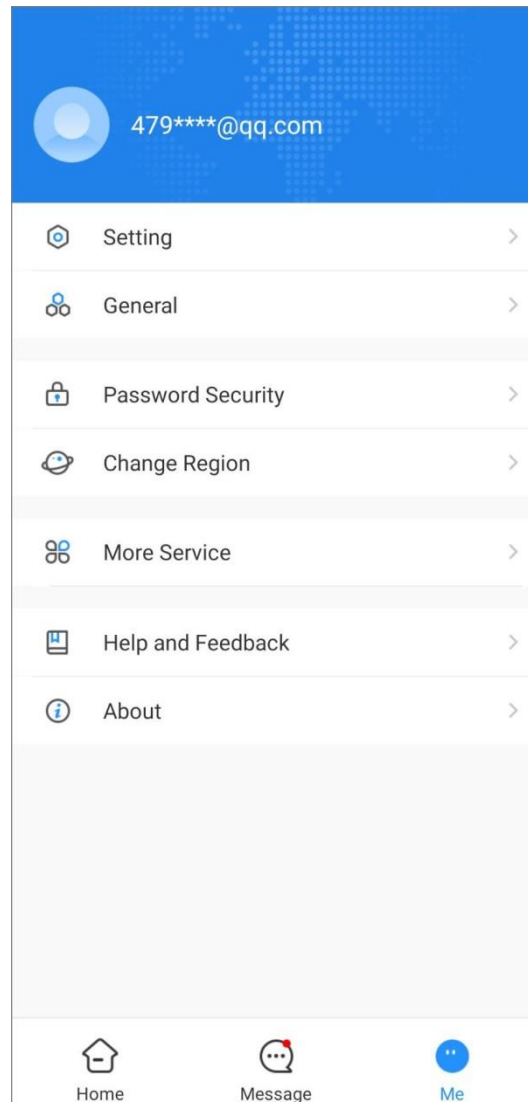 479****@qq.com
Setting
General
Password Security
Change Region
More Service
Help and Feedback
About
Home
Message
Me